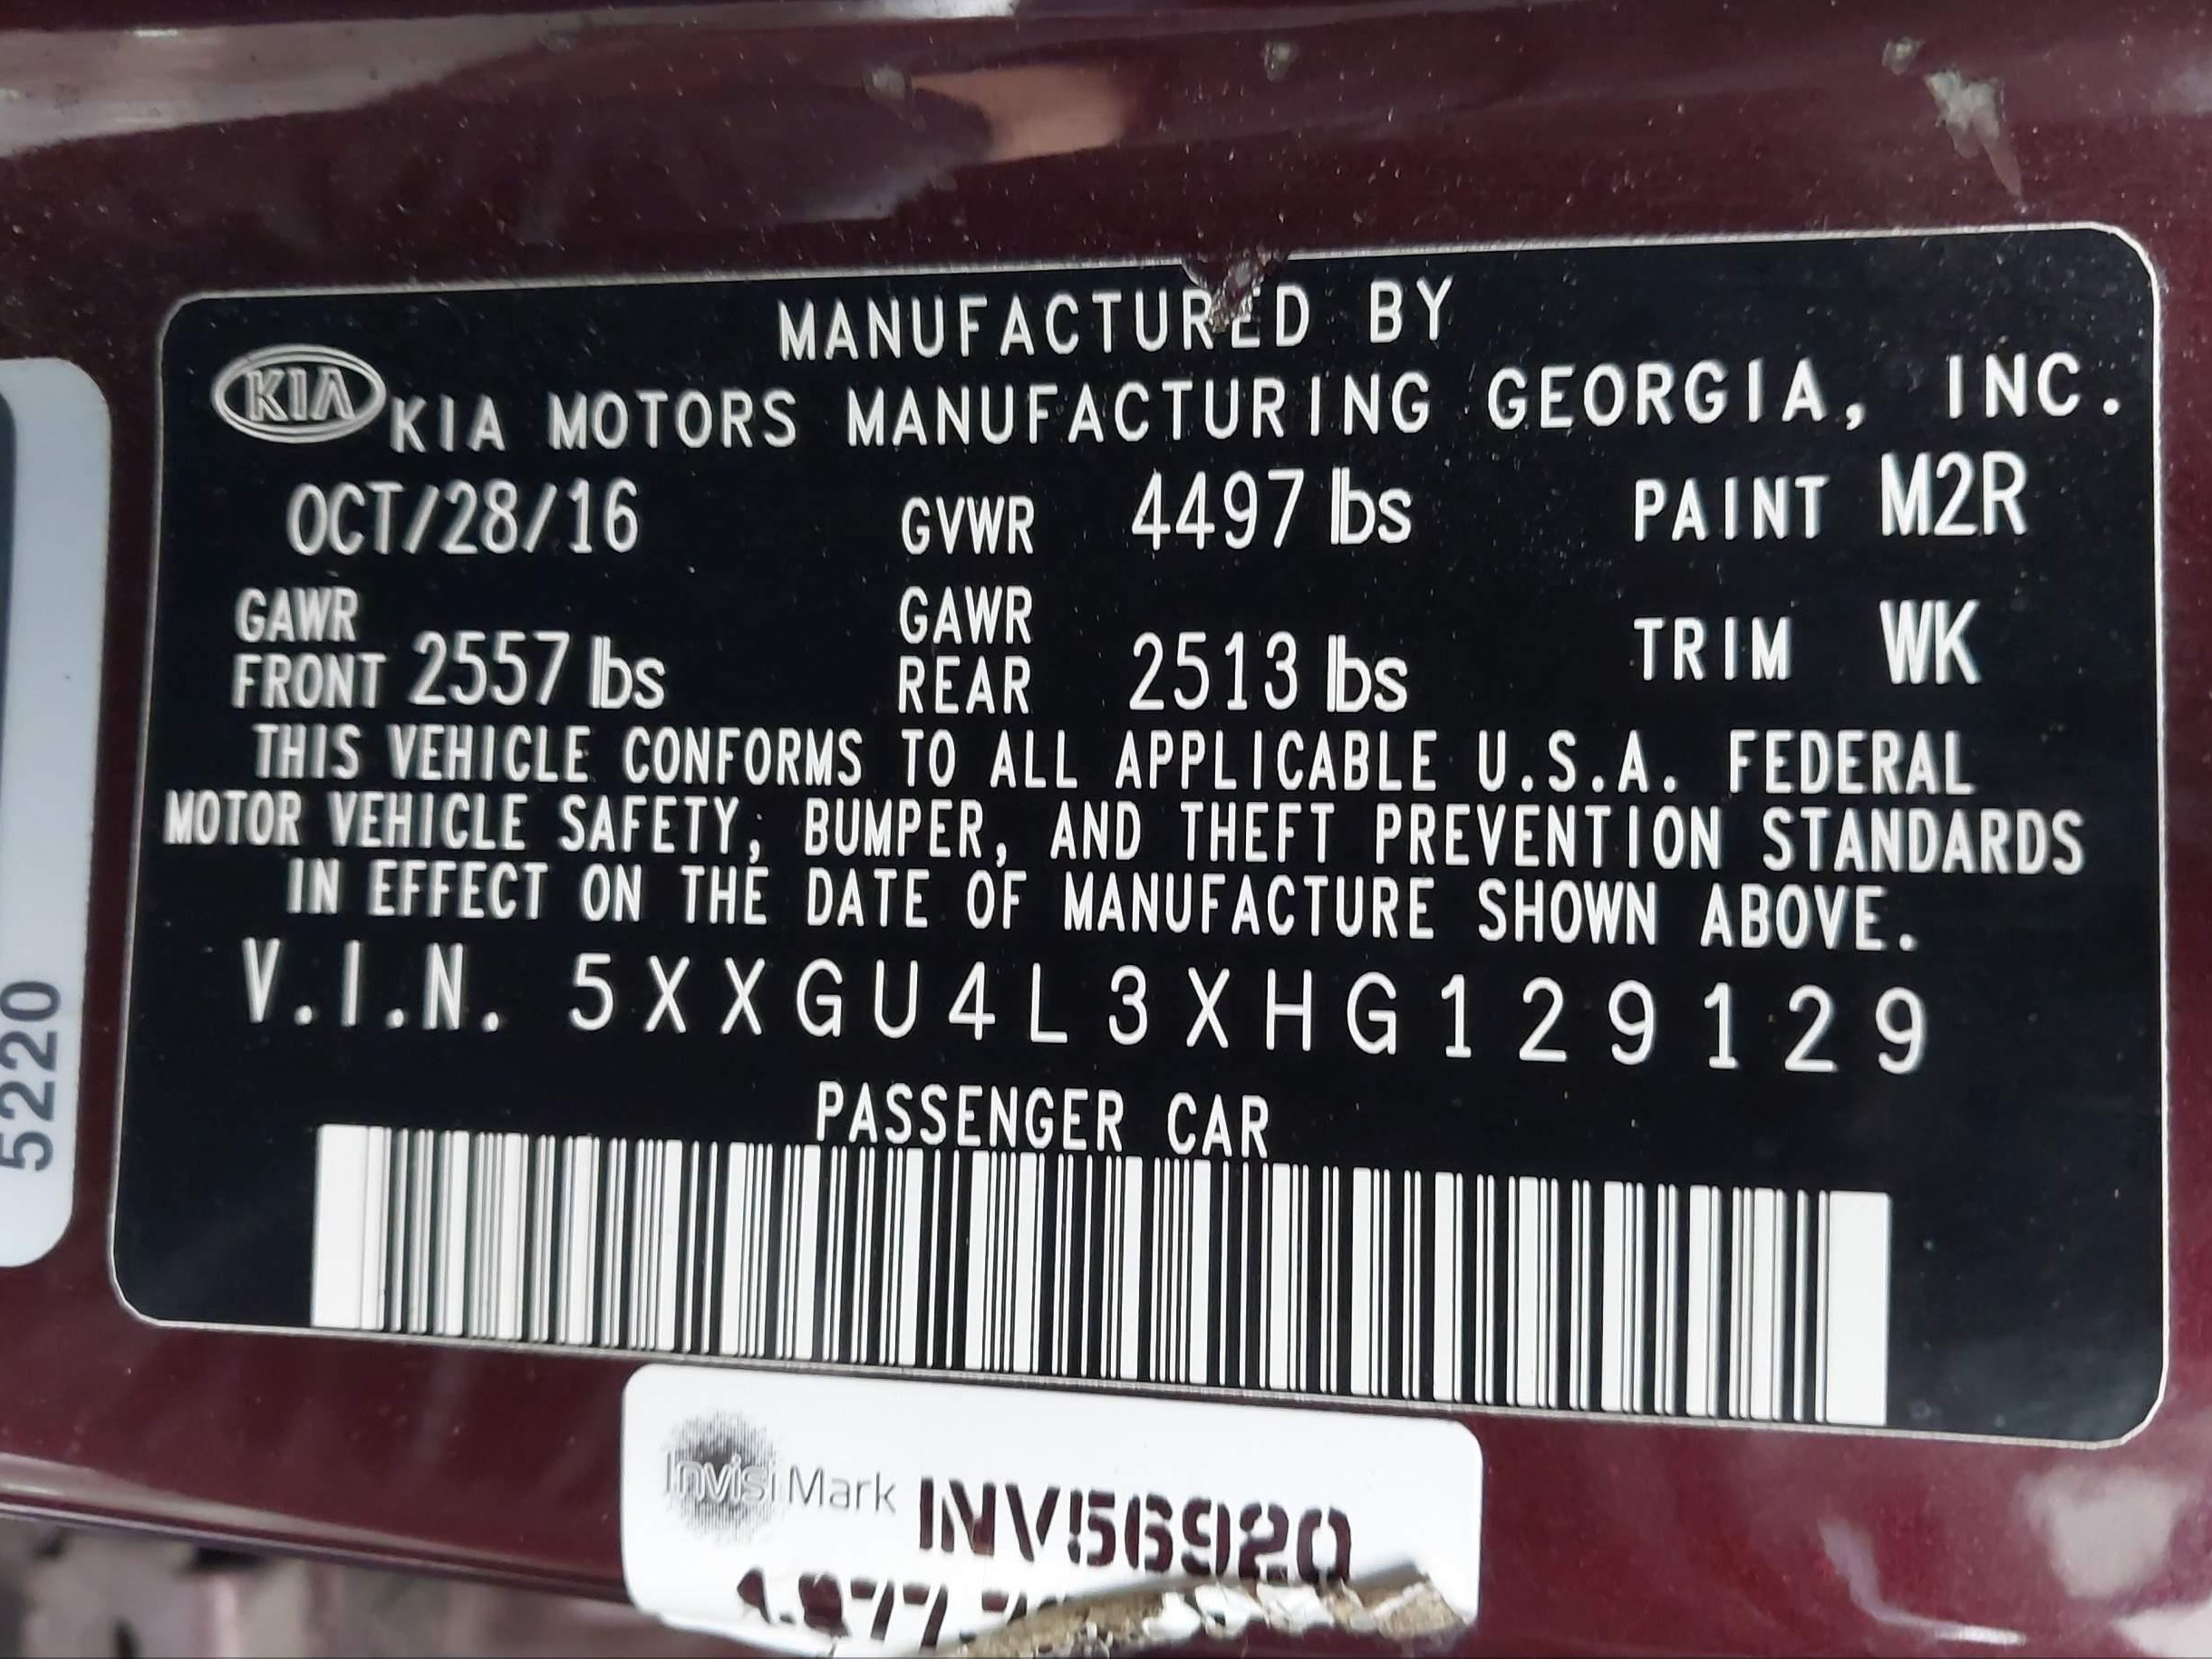 MANUFACTURED BY
KIA
KIA MOTORS MANUFACTURING GEORGIA, INC.
OCT/28/16 GVWR 4497 lbs PAINT M2R
GAWR FRONT 2557 lbs GAWR REAR 2513 lbs TRIM WK
THIS VEHICLE CONFORMS TO ALL APPLICABLE U.S.A. FEDERAL
MOTOR VEHICLE SAFETY, BUMPER, AND THEFT PREVENTION STANDARDS
IN EFFECT ON THE DATE OF MANUFACTURE SHOWN ABOVE.
V.I.N. 5XXGU4L3XHG129129
PASSENGER CAR
5220
InvisiMark INV56920